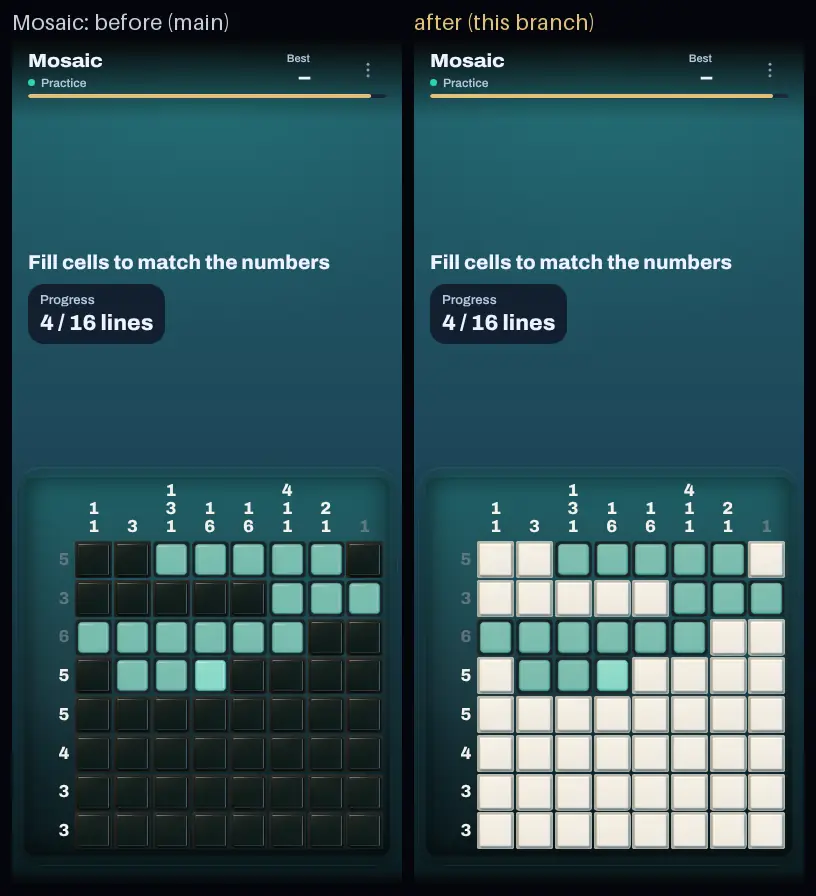 Mosaic: before (main)
Mosaic
Best
–
Practice
Fill cells to match the numbers
Progress
4 / 16 lines
1 1 4
1 3 1 1 1 2
1 3 1 6 6 1 1 1
5
3
6
5
5
4
3
3
after (this branch)
Mosaic
Best
–
Practice
Fill cells to match the numbers
Progress
4 / 16 lines
1 4
1 3 1 1 1 2
1 3 1 6 6 1 1 1
5
3
6
5
5
4
3
3